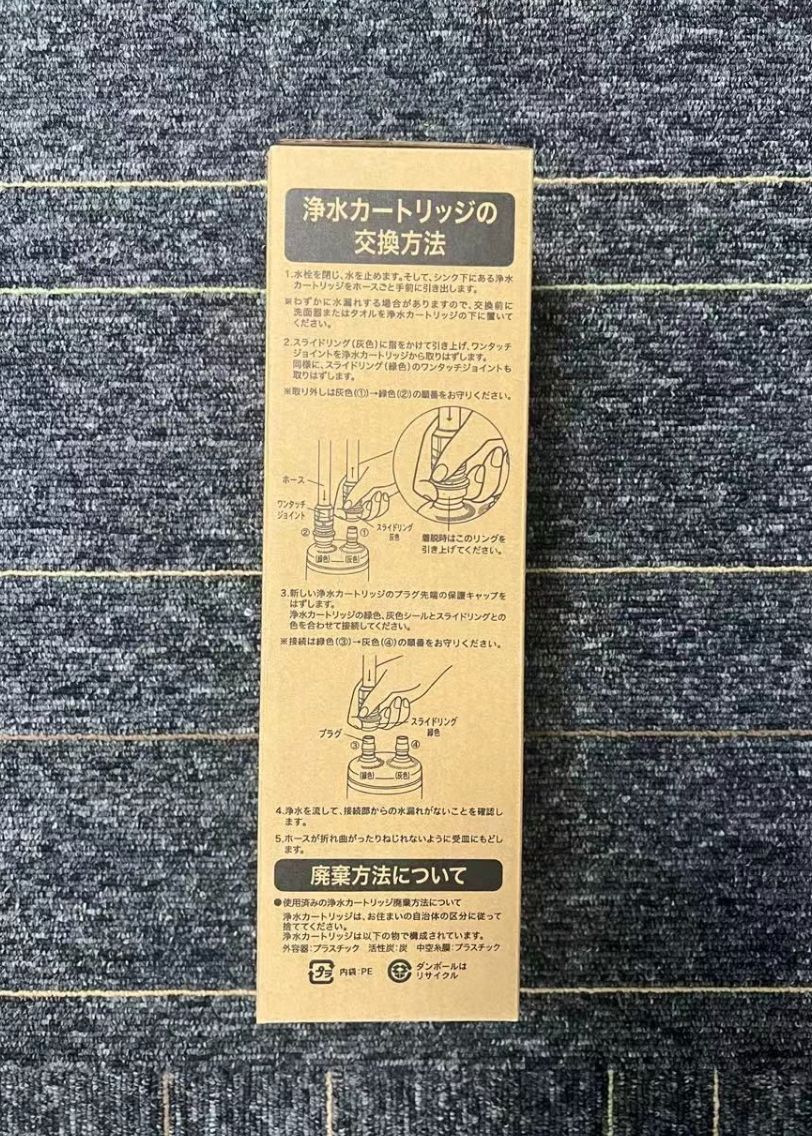 浄水カートリッジの
交換方法
1.水栓を閉じ、水を止めます。そして、シンク下にある浄水
カートリッジをホースごと手前に引き出します。
※わずかに水漏れする場合がありますので、交換前に
洗面器またはタオルを浄水カートリッジの下に置いて
ください。
2.スライドリング(灰色)に指をかけて引き上げ、ワンタッチ
ジョイントを浄水カートリッジから取りはずします。
同様に、スライドリング(緑色)のワンタッチジョイントも
取りはずします。
※取り外しは灰色(①)→緑色(②)の順番をお守りください。
ホース
ワンタッチ
ジョイント
② ①
スライドリング
灰色
(緑色) (灰色)
着脱時はこのリングを
引き上げてください。
3.新しい浄水カートリッジのプラグ先端の保護キャップを
はずします。
浄水カートリッジの緑色、灰色シールとスライドリングとの
色を合わせて接続してください。
※接続は緑色(③)→灰色(④)の順番をお守りください。
スライドリング
緑色
プラグ
③ ④
(緑色) (灰色)
4.浄水を流して、接続部からの水漏れがないことを確認し
ます。
5.ホースが折れ曲がったりねじれないように受皿にもどし
ます。
廃棄方法について
●使用済みの浄水カートリッジ廃棄方法について
浄水カートリッジは、お住まいの自治体の区分に従って
捨ててください。
浄水カートリッジは以下の物で構成されています。
外容器:プラスチック 活性炭:炭 中空糸膜:プラスチック
プラ 内袋:PE ダンボールは
リサイクル